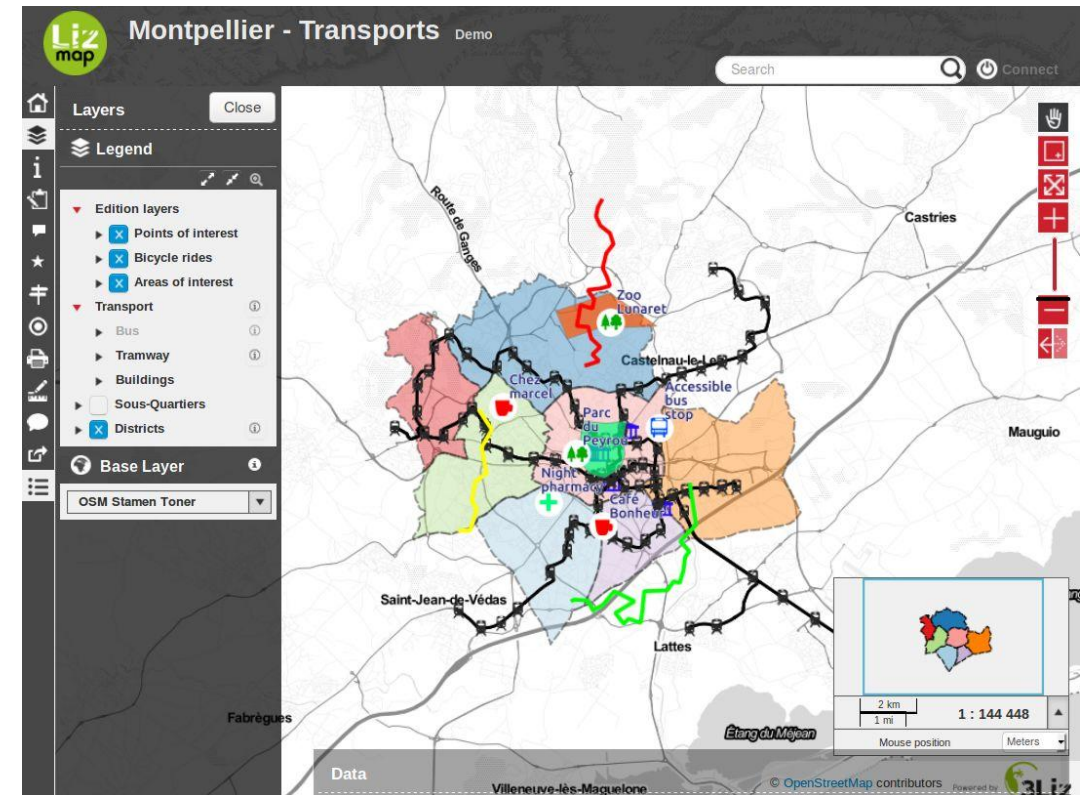 Liz
map
Montpellier - Transports Demo
Search
Connect
Layers
Close
Legend
Edition layers
Points of interest
Bicycle rides
Areas of interest
Transport
Bus
Tramway
Buildings
Sous-Quartiers
Districts
Base Layer
OSM Stamen Toner
Route de Ganges
Castries
Zoo
Lunaret
Castelnau-le-Lez
Chez
marcel
Accessible
bus
stop
Parc
du
Peyrou
Mauguio
Night
pharmacy
Café
Bonheur
Saint-Jean-de-Védas
Lattes
Fabrègues
Étang du Méjean
Villeneuve-lès-Maguelone
2 km
1 mi
1 : 144 448
Mouse position
Meters
Data
© OpenStreetMap contributors
Powered by
3Liz